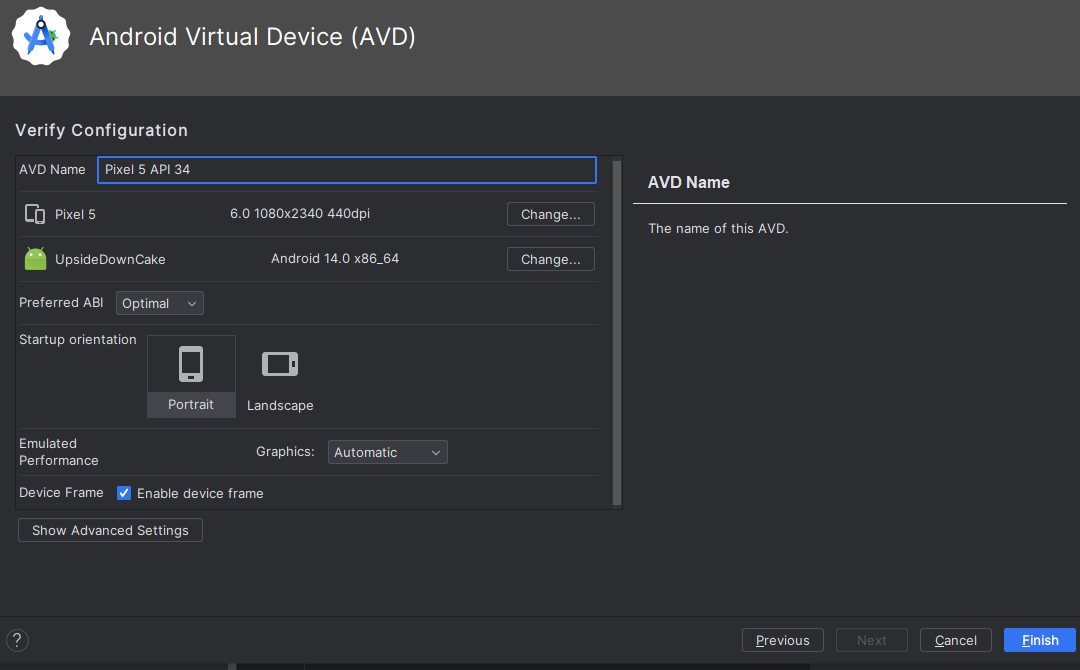 Android Virtual Device (AVD)
Verify Configuration
AVD Name
Pixel 5 API 34
Pixel 5
6.0 1080x2340 440dpi
Change...
UpsideDownCake
Android 14.0 x86_64
Change...
Preferred ABI
Optimal
Startup orientation
Portrait
Landscape
Emulated
Performance
Graphics:
Automatic
Device Frame
Enable device frame
Show Advanced Settings
AVD Name
The name of this AVD.
?
Previous
Next
Cancel
Finish